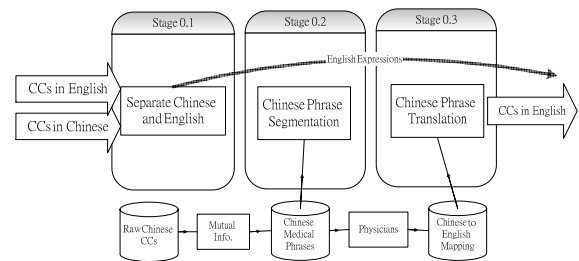 Stage 0.1
Stage 0.2
Stage 0.3
English Expressions
CCs in English
CCs in Chinese
Separate Chinese
and English
Chinese Phrase
Segmentation
Chinese Phrase
Translation
CCs in English
Raw Chinese
CCs
Mutual
Info.
Chinese
Medical
Phrases
Physicians
Chinese to
English
Mapping